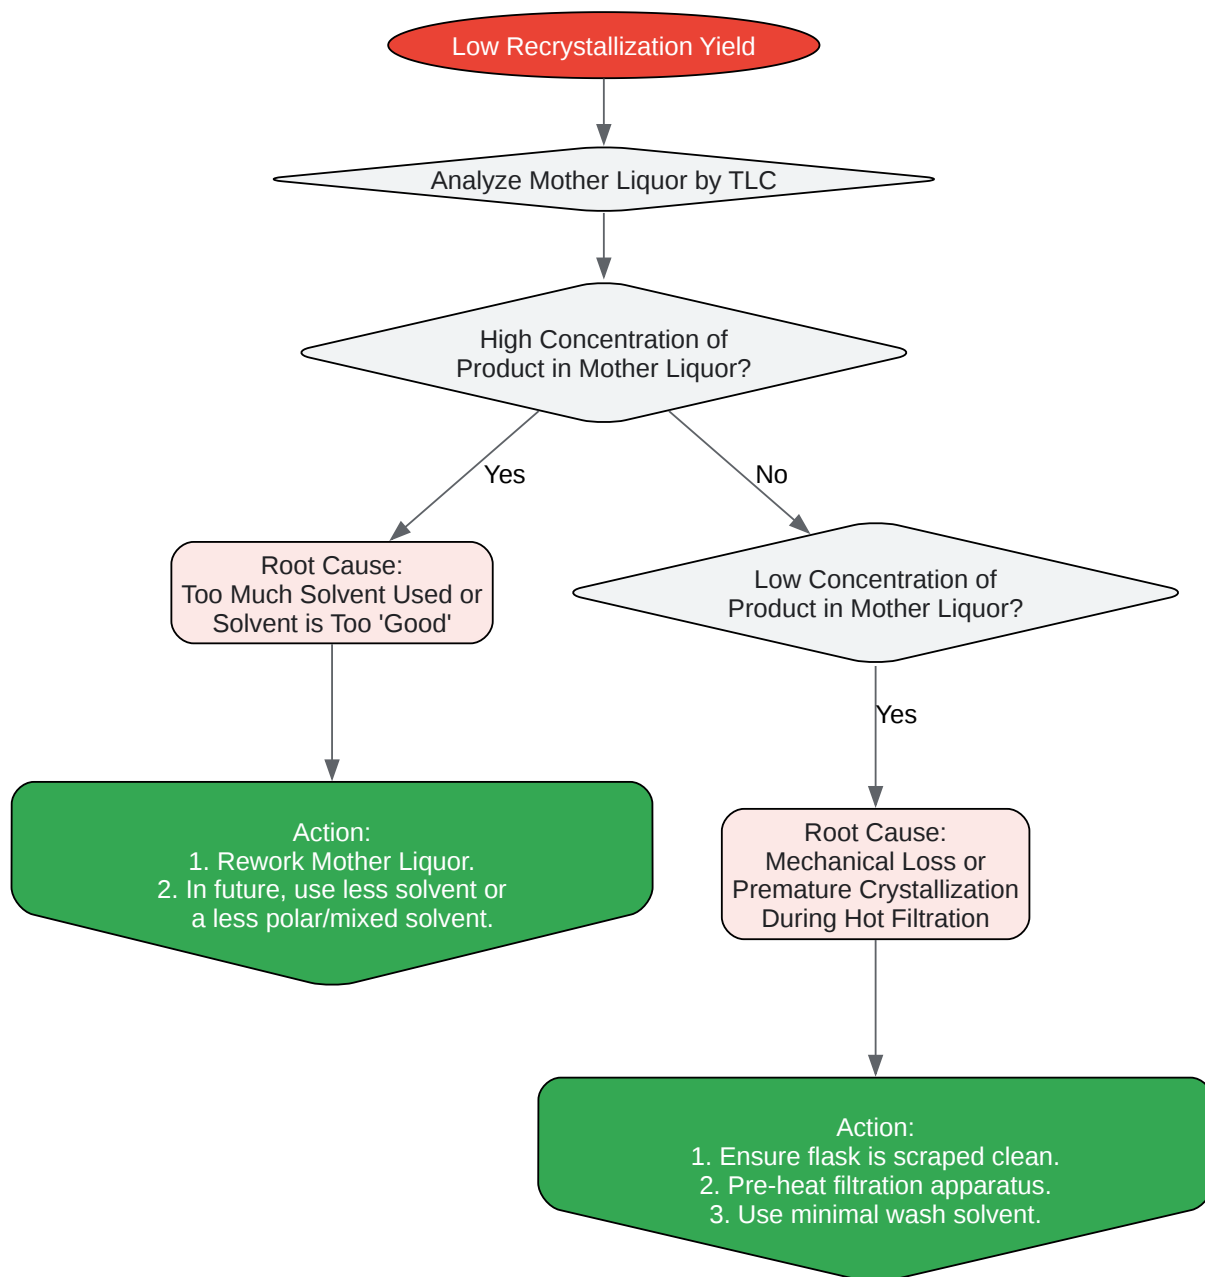 Low Recrystallization Yield
Analyze Mother Liquor by TLC
High Concentration of
Product in Mother Liquor?
Yes
No
Root Cause:
Too Much Solvent Used or
Solvent is Too 'Good'
Low Concentration of
Product in Mother Liquor?
Yes
Action:
1. Rework Mother Liquor.
2. In future, use less solvent or
a less polar/mixed solvent.
Root Cause:
Mechanical Loss or
Premature Crystallization
During Hot Filtration
Action:
1. Ensure flask is scraped clean.
2. Pre-heat filtration apparatus.
3. Use minimal wash solvent.